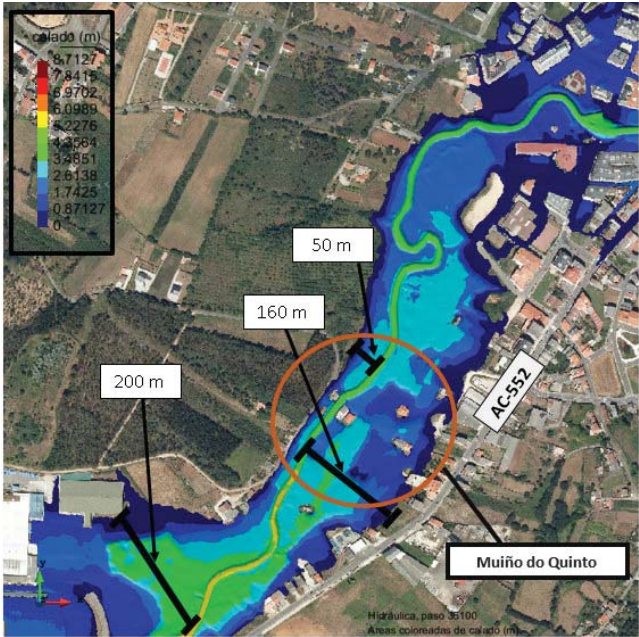 calado (m)
8.7127
7.8415
6.9702
6.0989
5.2276
4.3564
3.4851
2.6138
1.7425
0.87127
0
50 m
160 m
200 m
AC-552
Muiño do Quinto
y
x
Hidráulica, paso 35100
Areas coloreadas de calado (m).